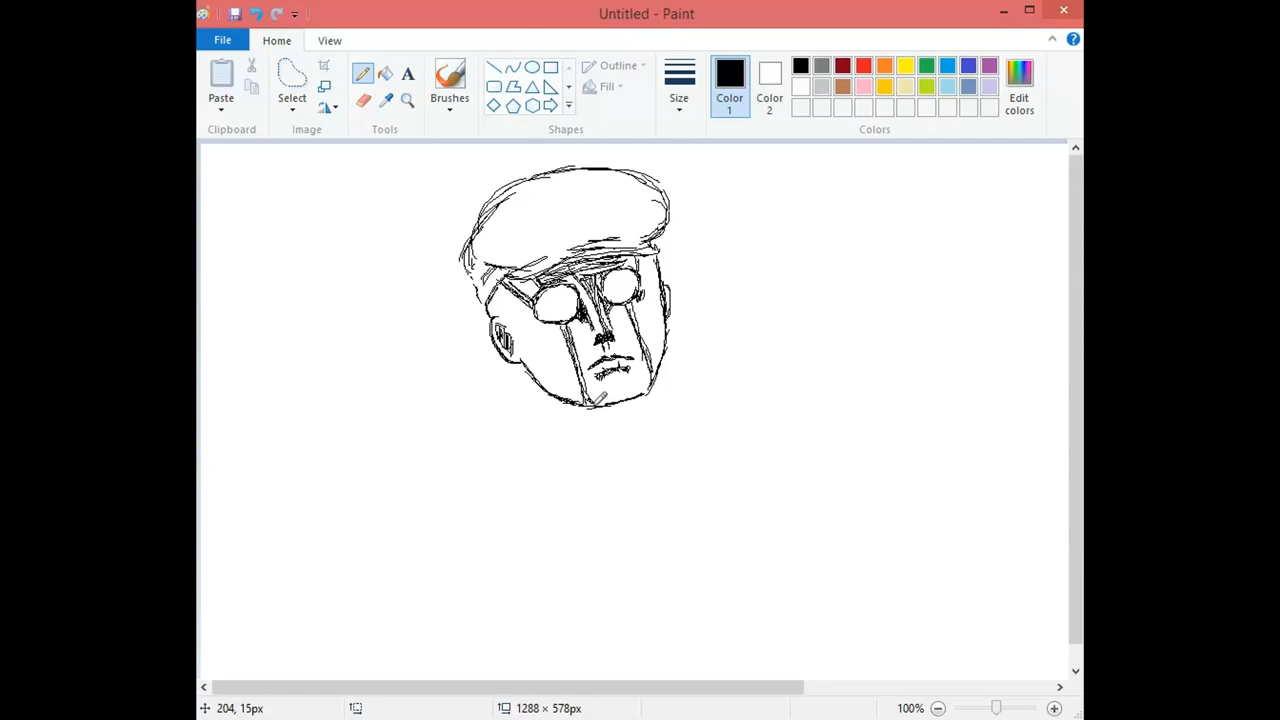 Untitled - Paint
File Home View
Paste
Select
A
Brushes
Outline
Fill
Size
Color 1
Color 2
Edit colors
Clipboard Image Tools Shapes Colors
204, 15px 1288 × 578px 100%